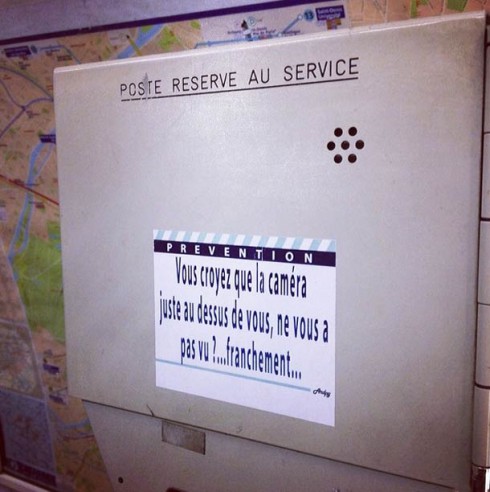 POSTE RESERVE AU SERVICE
PREVENTION
Vous croyez que la caméra
juste au dessus de vous, ne vous a
pas vu ?...franchement...